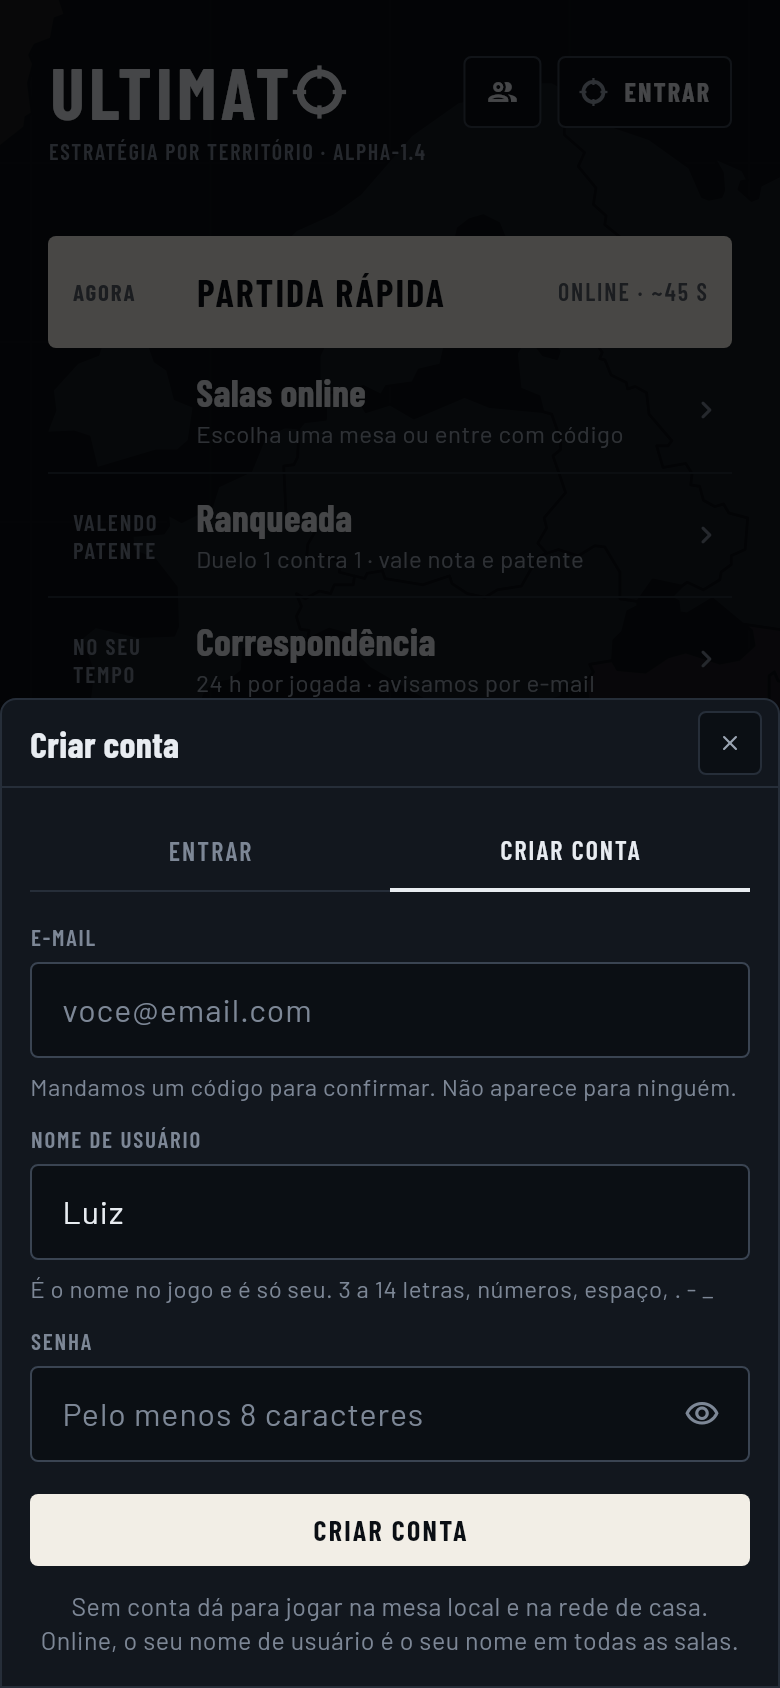 ULTIMATO
ENTRAR
ESTRATÉGIA POR TERRITÓRIO · ALPHA-1.4
AGORA
PARTIDA RÁPIDA
ONLINE · ~45 S
Salas online
Escolha uma mesa ou entre com código
VALENDO
PATENTE
Ranqueada
Duelo 1 contra 1 · vale nota e patente
NO SEU
TEMPO
Correspondência
24 h por jogada · avisamos por e-mail
Criar conta
ENTRAR
CRIAR CONTA
E-MAIL
voce@email.com
Mandamos um código para confirmar. Não aparece para ninguém.
NOME DE USUÁRIO
Luiz
É o nome no jogo e é só seu. 3 a 14 letras, números, espaço, . - _
SENHA
Pelo menos 8 caracteres
CRIAR CONTA
Sem conta dá para jogar na mesa local e na rede de casa.
Online, o seu nome de usuário é o seu nome em todas as salas.